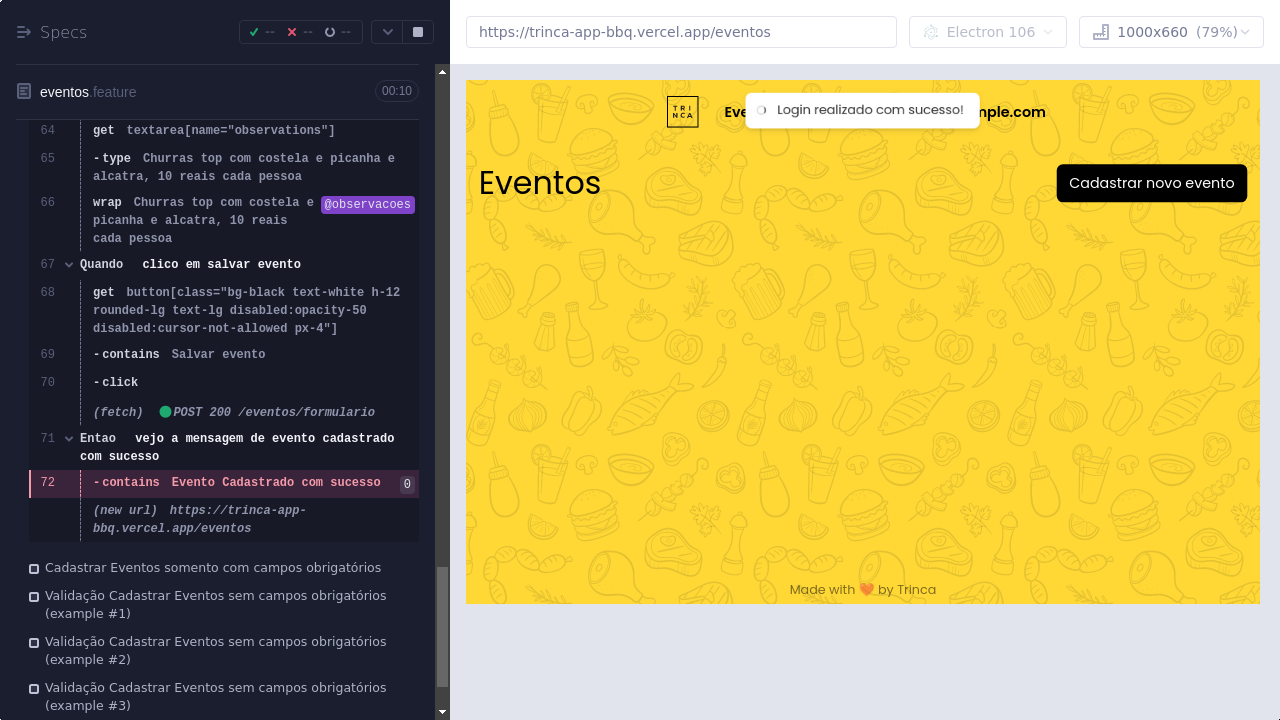 Specs
--
--
--
eventos.feature
00:10
64 get textarea[name="observations"]
65 -type Churras top com costela e picanha e
alcatra, 10 reais cada pessoa
66 wrap Churras top com costela e @observacoes
picanha e alcatra, 10 reais
cada pessoa
67 Quando clico em salvar evento
68 get button[class="bg-black text-white h-12
rounded-lg text-lg disabled:opacity-50
disabled:cursor-not-allowed px-4"]
69 -contains Salvar evento
70 -click
(fetch) POST 200 /eventos/formulario
71 Entao vejo a mensagem de evento cadastrado
com sucesso
72 -contains Evento Cadastrado com sucesso 0
(new url) https://trinca-app-
bbq.vercel.app/eventos
Cadastrar Eventos somento com campos obrigatórios
Validação Cadastrar Eventos sem campos obrigatórios
(example #1)
Validação Cadastrar Eventos sem campos obrigatórios
(example #2)
Validação Cadastrar Eventos sem campos obrigatórios
(example #3)
https://trinca-app-bbq.vercel.app/eventos
Electron 106
1000x660 (79%)
TRI
NCA
Login realizado com sucesso!
mple.com
Eventos
Cadastrar novo evento
Made with ❤️ by Trinca